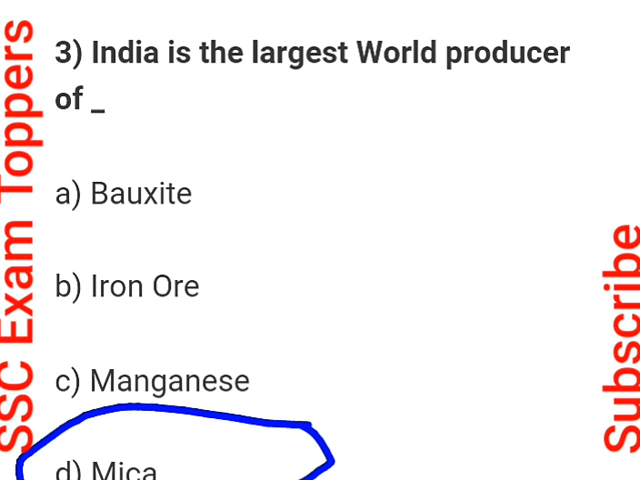 SSC Exam Toppers
3) India is the largest World producer
of _
a) Bauxite
b) Iron Ore
c) Manganese
d) Mica
Subscribe